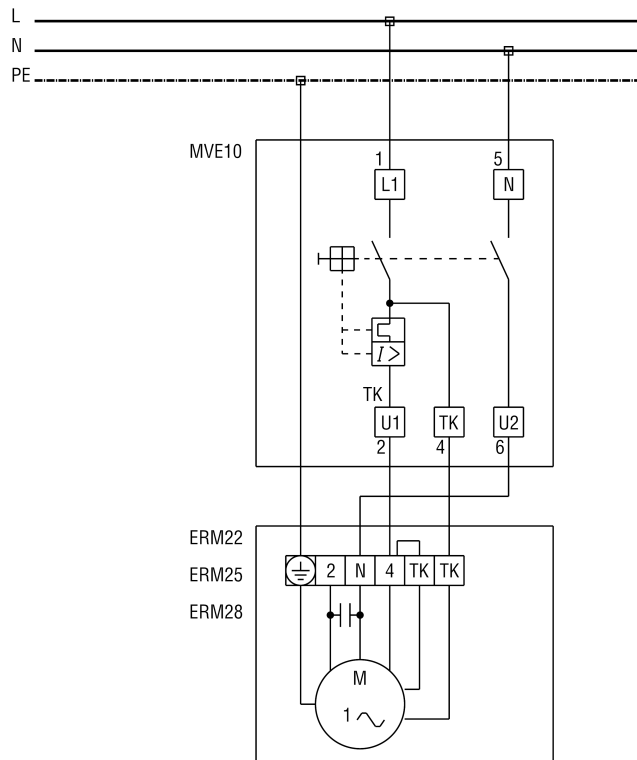 L
N
PE
MVE10
1 5
L1 N
I >
TK
U1 TK U2
2 4 6
ERM22
ERM25
ERM28
2 N 4 TK TK
M
1